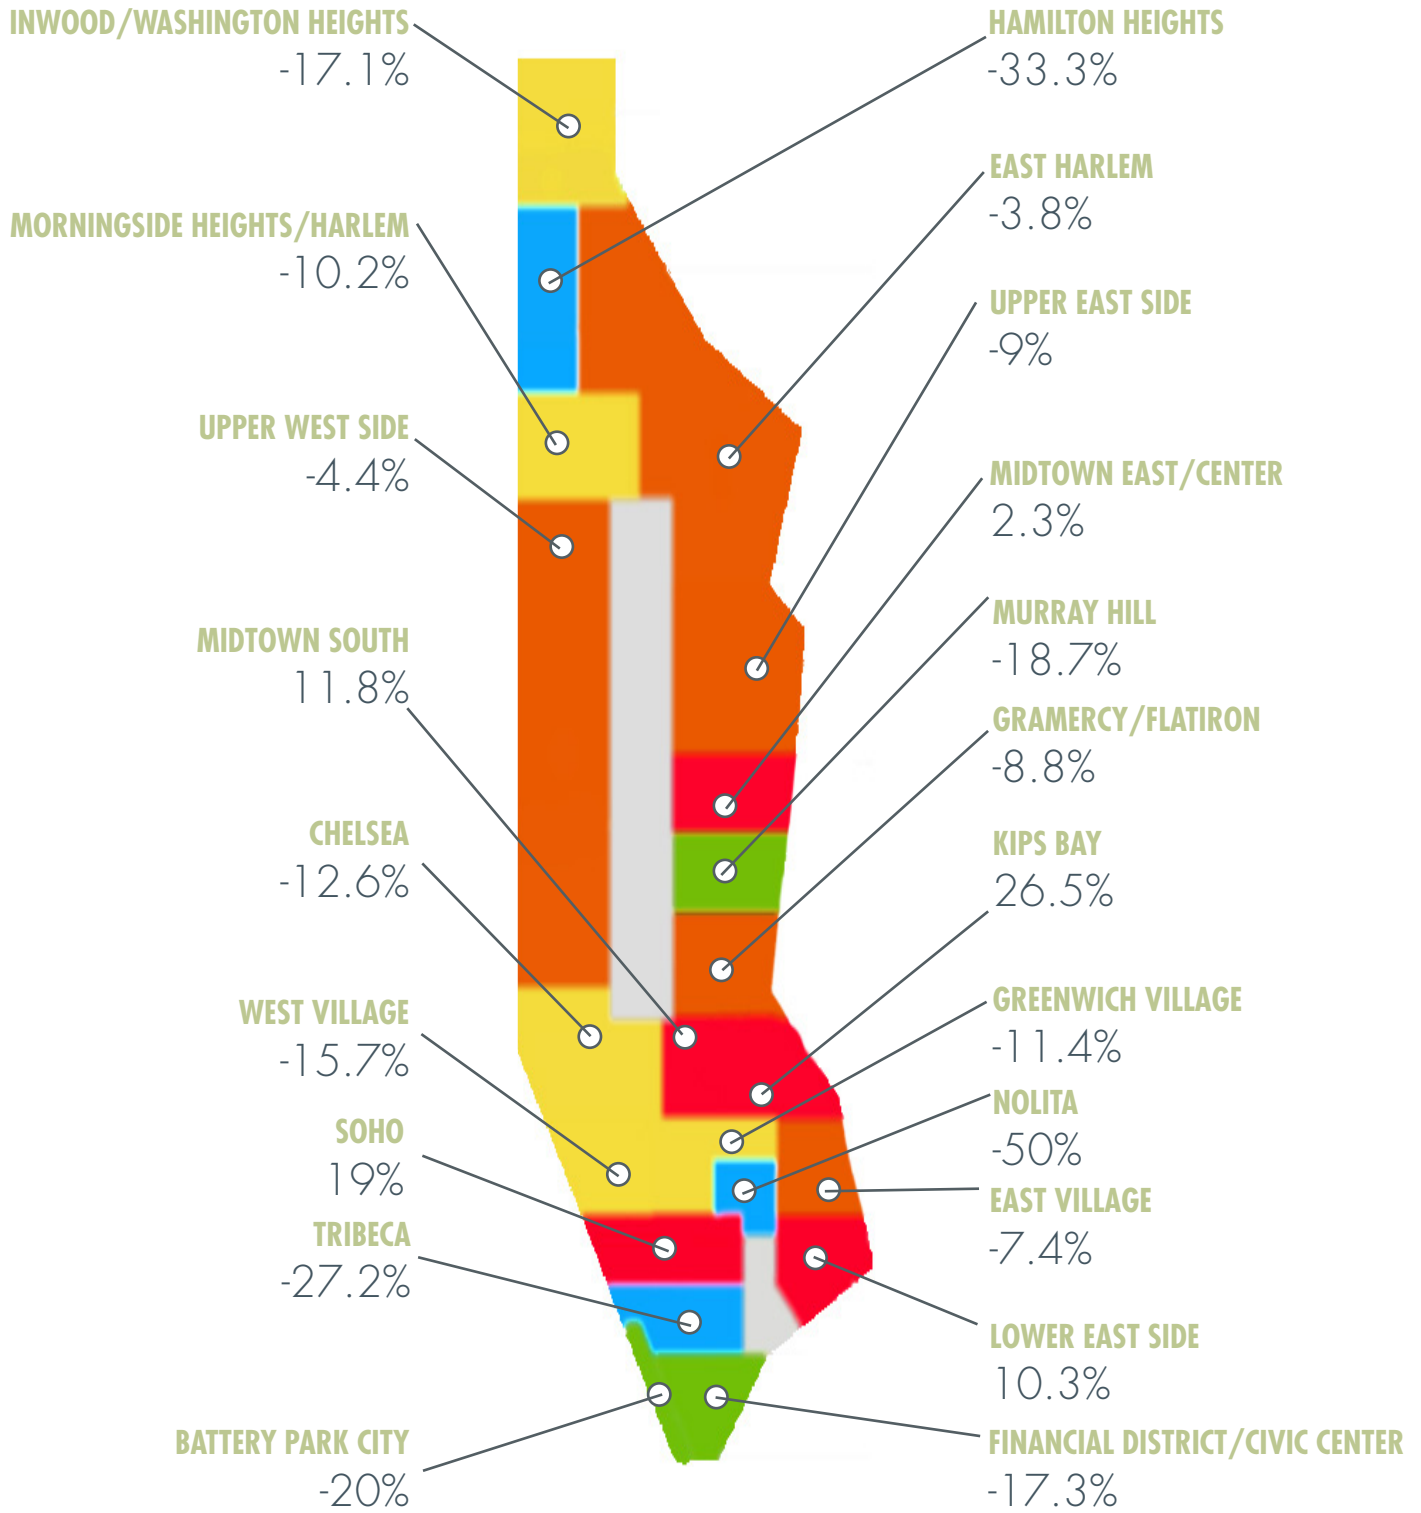 INWOOD/WASHINGTON HEIGHTS
-17.1%
MORNINGSIDE HEIGHTS/HARLEM
-10.2%
UPPER WEST SIDE
-4.4%
MIDTOWN SOUTH
11.8%
CHELSEA
-12.6%
WEST VILLAGE
-15.7%
SOHO
19%
TRIBECA
-27.2%
BATTERY PARK CITY
-20%
HAMILTON HEIGHTS
-33.3%
EAST HARLEM
-3.8%
UPPER EAST SIDE
-9%
MIDTOWN EAST/CENTER
2.3%
MURRAY HILL
-18.7%
GRAMERCY/FLATIRON
-8.8%
KIPS BAY
26.5%
GREENWICH VILLAGE
-11.4%
NOLITA
-50%
EAST VILLAGE
-7.4%
LOWER EAST SIDE
10.3%
FINANCIAL DISTRICT/CIVIC CENTER
-17.3%